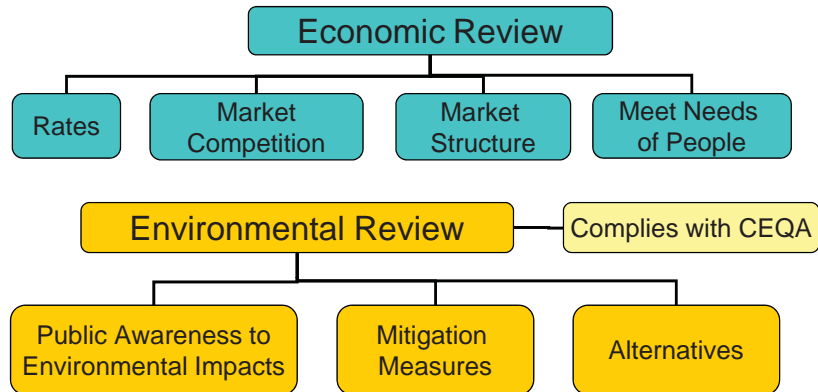 Economic Review
Rates
Market
Competition
Market
Structure
Meet Needs
of People
Environmental Review
Complies with CEQA
Public Awareness to
Environmental Impacts
Mitigation
Measures
Alternatives